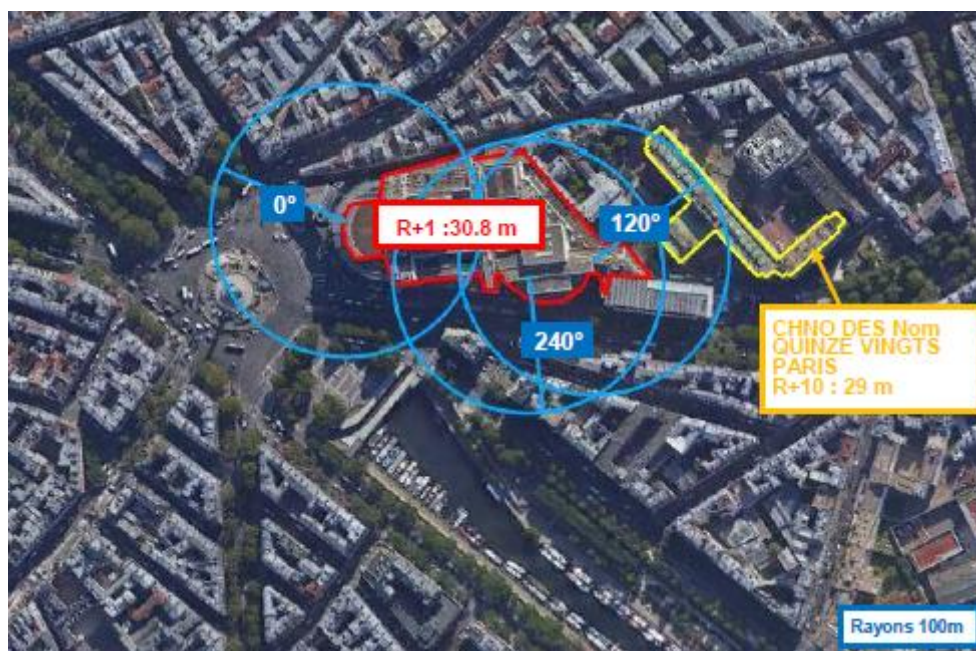 0°
R+1 :30.8 m
120°
240°
CHNO DES Nom
QUINZE VINGTS
PARIS
R+10 : 29 m
Rayons 100m